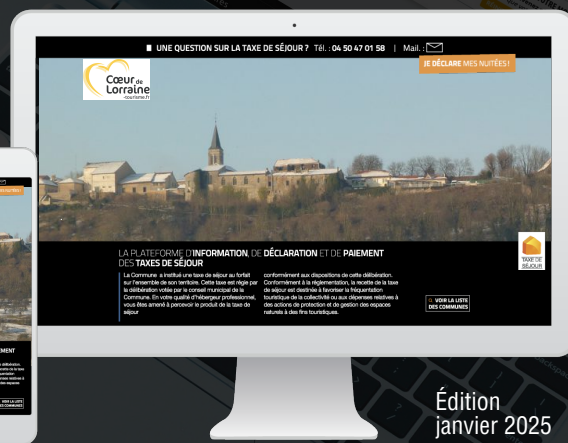 UNE QUESTION SUR LA TAXE DE SÉJOUR ? Tél. : 04 50 47 01 58 | Mail. :
JE DÉCLARE MES NUITÉES !
Cœur de
Lorraine
-tourisme.fr
LA PLATEFORME D'INFORMATION, DE DÉCLARATION ET DE PAIEMENT
DES TAXES DE SÉJOUR
La Commune a institué une taxe de séjour au forfait
sur l'ensemble de son territoire. Cette taxe est régie par
la délibération votée par le conseil municipal de la
Commune. En votre qualité d'hébergeur professionnel,
vous êtes amené à percevoir le produit de la taxe de
séjour
conformément aux dispositions de cette délibération.
Conformément à la réglementation, la recette de la taxe
de séjour est destinée à favoriser la fréquentation
touristique de la collectivité ou aux dépenses relatives à
des actions de protection et de gestion des espaces
naturels à des fins touristiques.
TAXE DE
SÉJOUR
VOIR LA LISTE
DES COMMUNES
Édition
janvier 2025